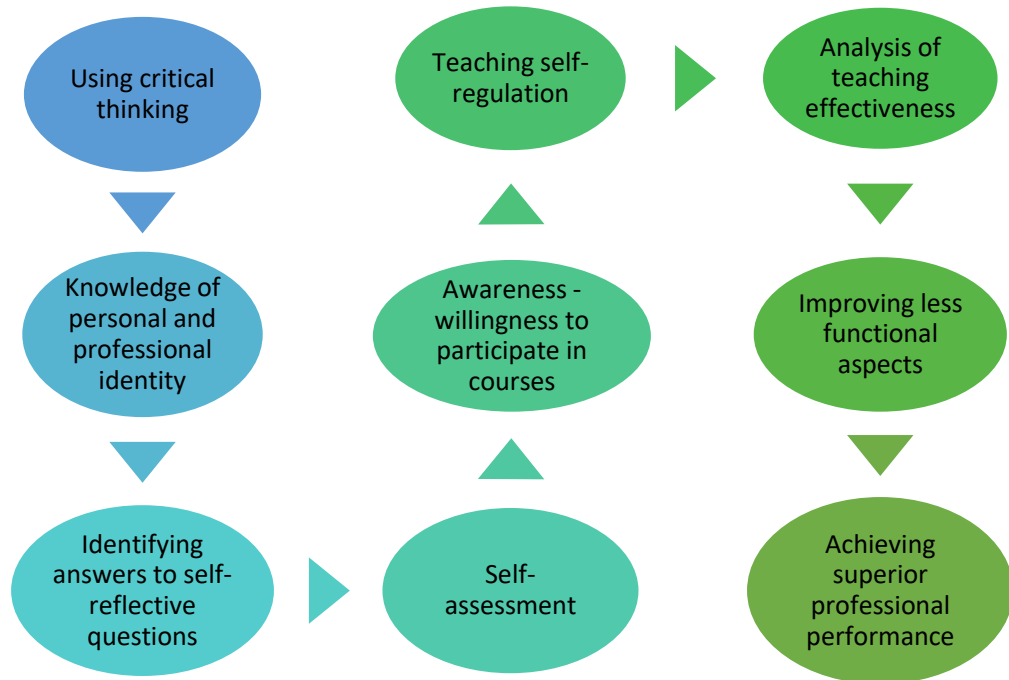 Using critical
thinking
Knowledge of
personal and
professional
identity
Identifying
answers to self-
reflective
questions
Self-
assessment
Awareness -
willingness to
participate in
courses
Teaching self-
regulation
Analysis of
teaching
effectiveness
Improving less
functional
aspects
Achieving
superior
professional
performance